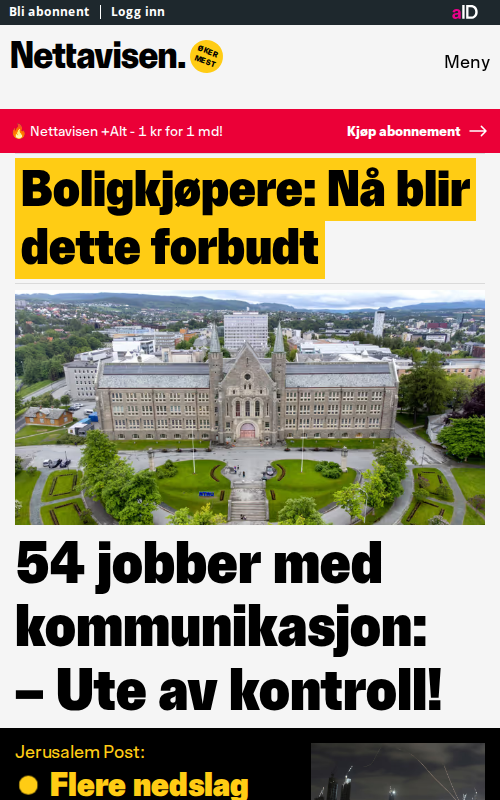 Bli abonnent | Logg inn
aID
Nettavisen.
ØKER
MEST
Meny
🔥 Nettavisen +Alt - 1 kr for 1 md!
Kjøp abonnement →
Boligkjøpere: Nå blir
dette forbudt
54 jobber med
kommunikasjon:
– Ute av kontroll!
Jerusalem Post:
Flere nedslag